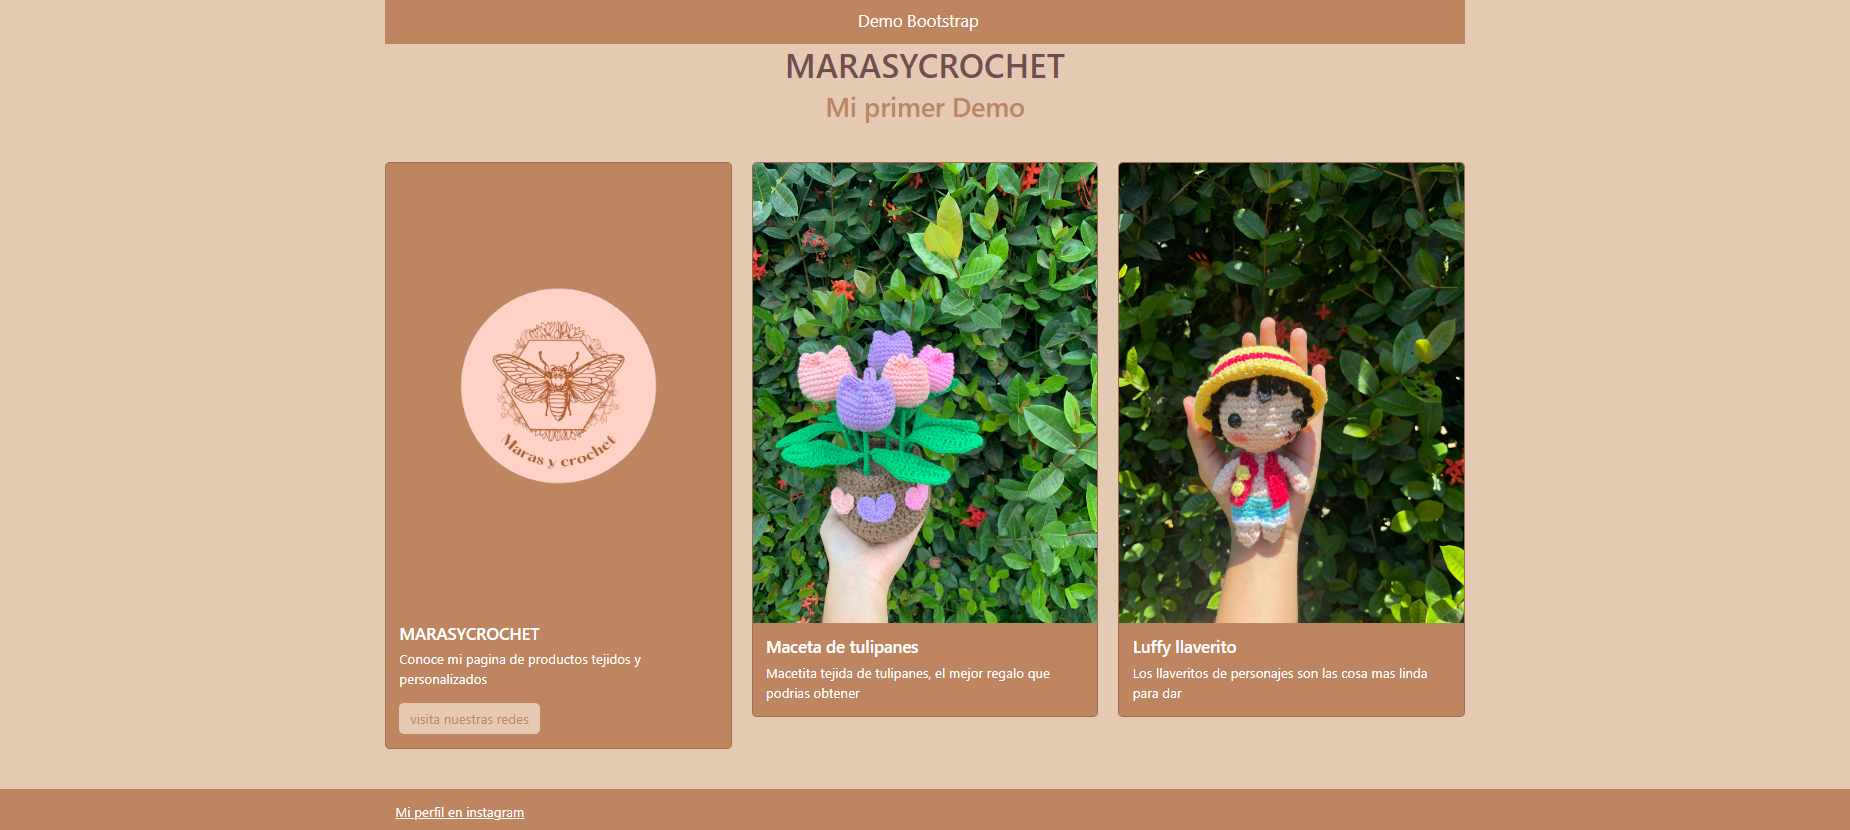 Demo Bootstrap
MARASYCROCHET
Mi primer Demo
Maras y crochet
MARASYCROCHET
Conoce mi pagina de productos tejidos y
personalizados
visita nuestras redes
Maceta de tulipanes
Macetita tejida de tulipanes, el mejor regalo que
podrias obtener
Luffy llaverito
Los llaveritos de personajes son las cosa mas linda
para dar
Mi perfil en instagram